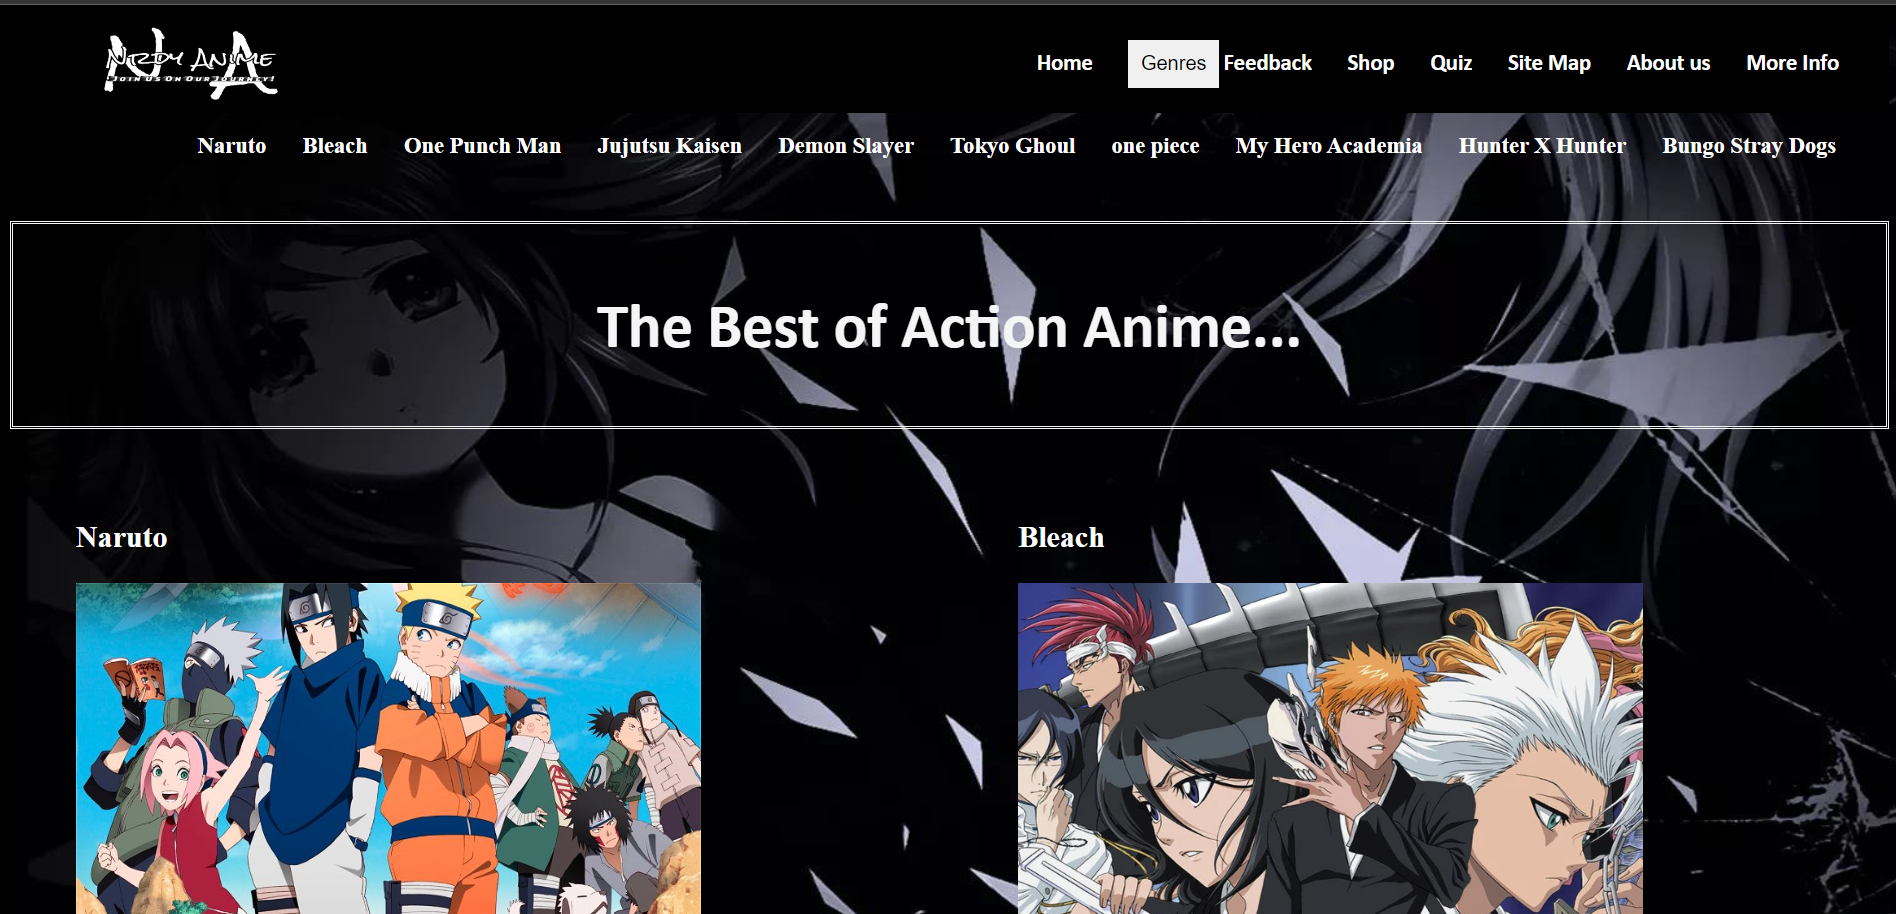 Nrdy Anime
Join Us On Our Journey!
Home Genres Feedback Shop Quiz Site Map About us More Info
Naruto Bleach One Punch Man Jujutsu Kaisen Demon Slayer Tokyo Ghoul one piece My Hero Academia Hunter X Hunter Bungo Stray Dogs
The Best of Action Anime...
Naruto Bleach